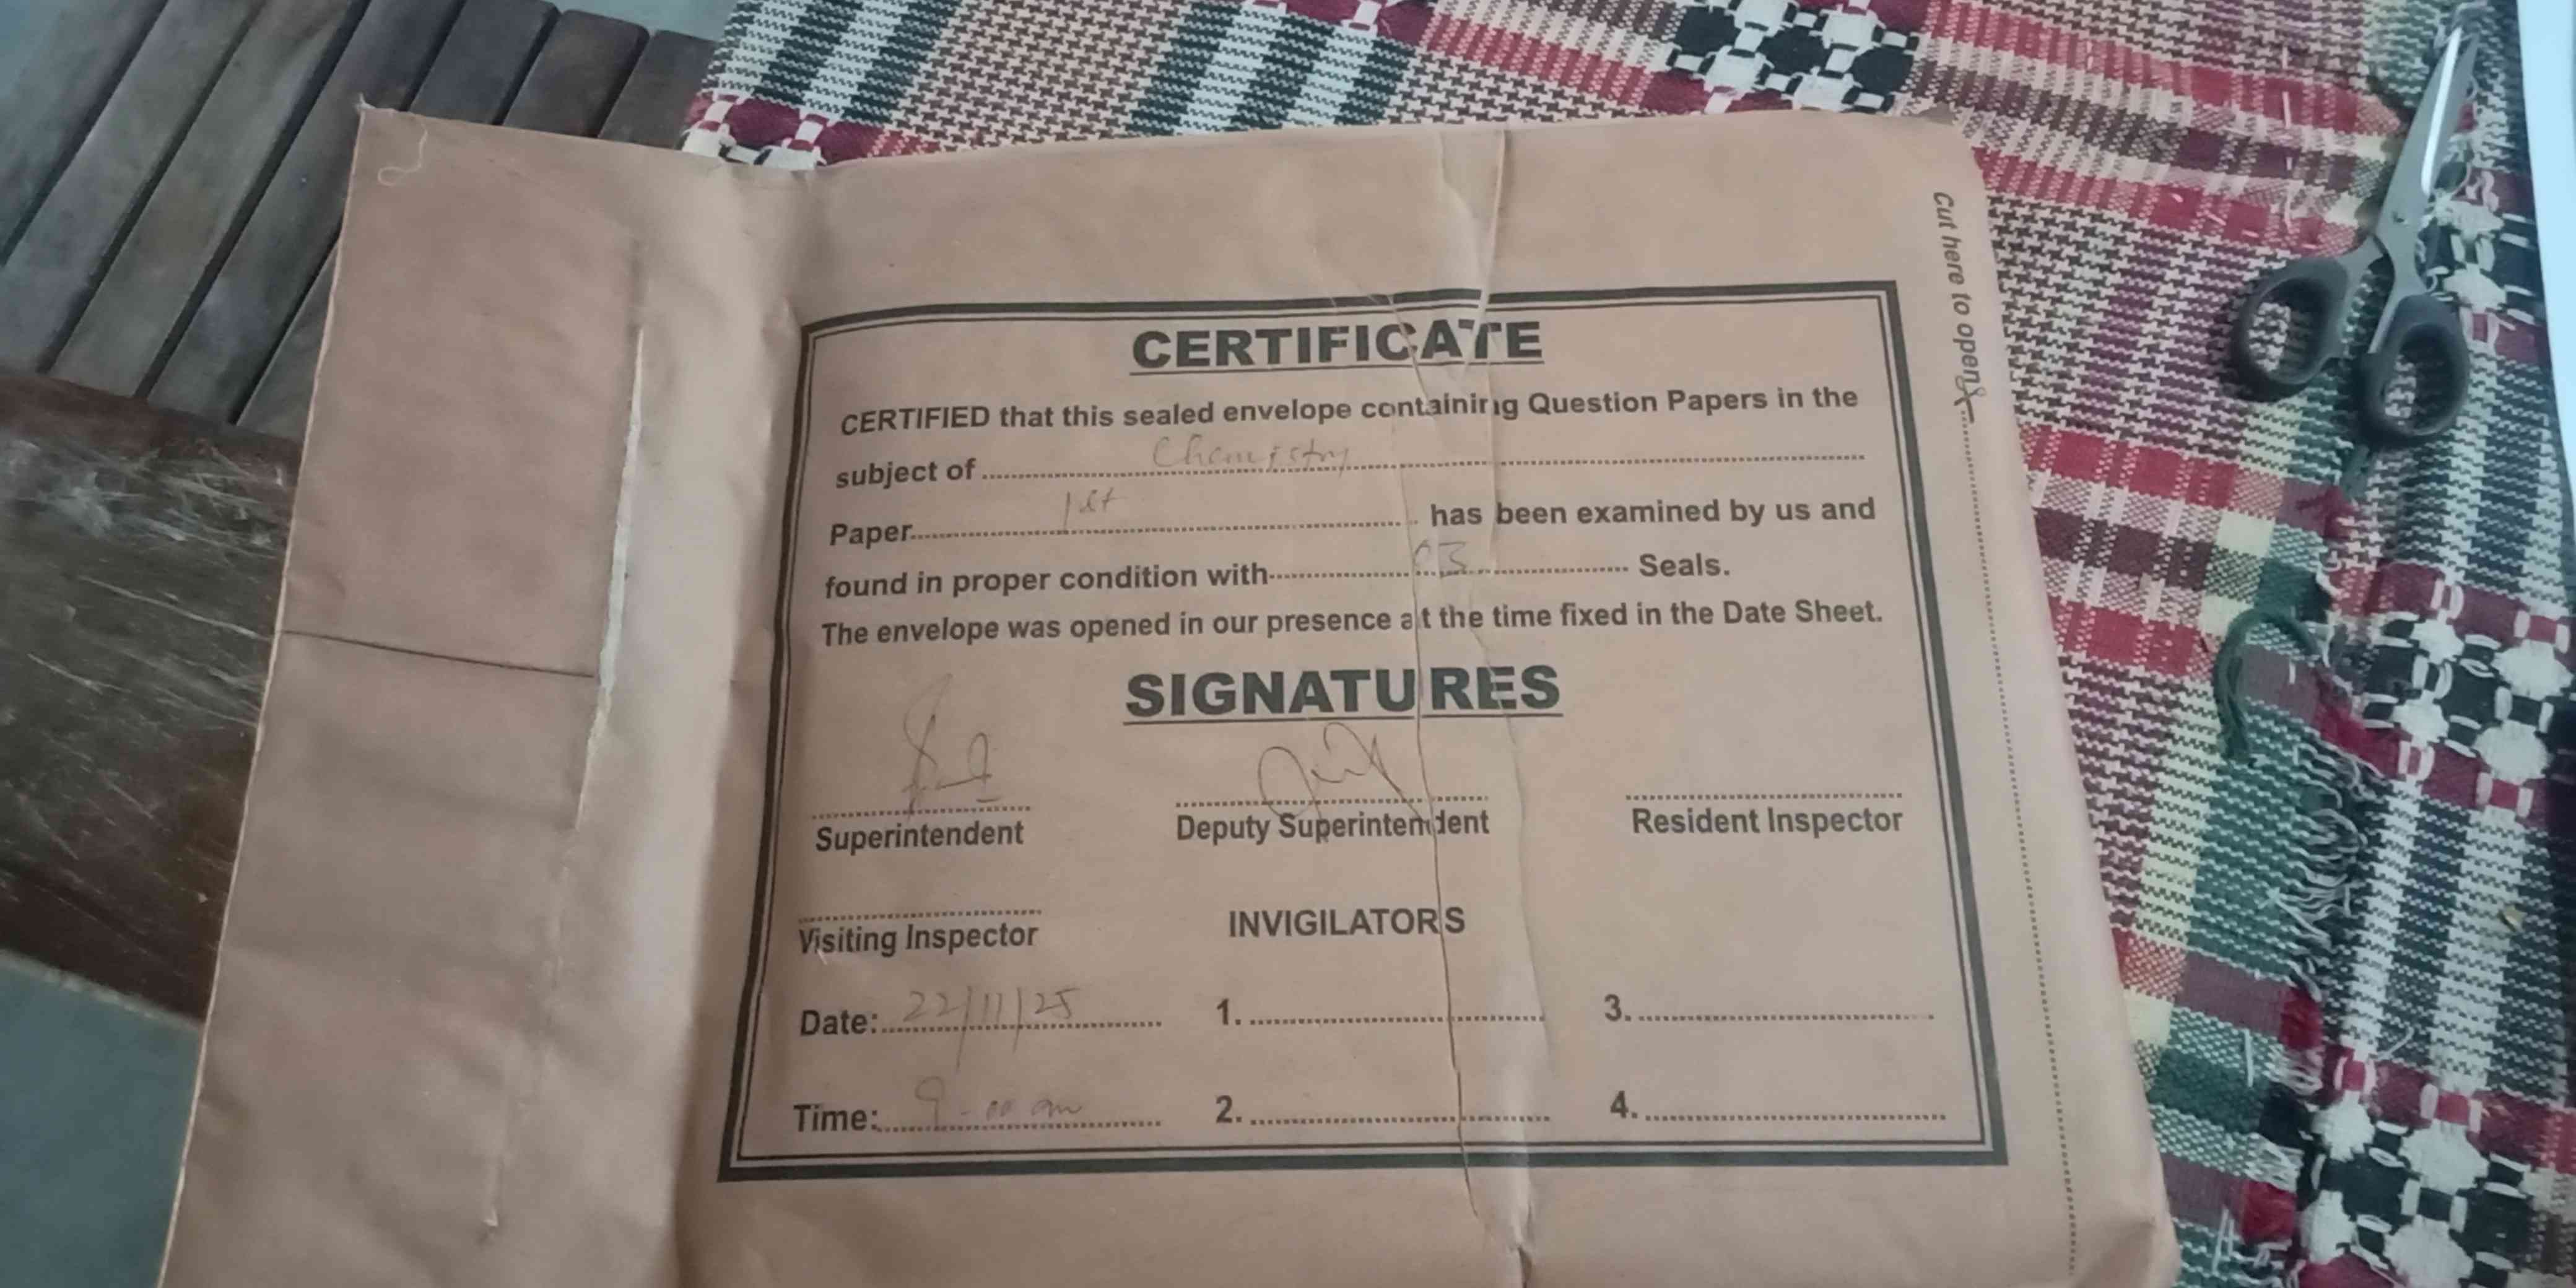 Cut here to open
CERTIFICATE
CERTIFIED that this sealed envelope containing Question Papers in the
subject of Chemistry
Paper 1st has been examined by us and
found in proper condition with 03 Seals.
The envelope was opened in our presence at the time fixed in the Date Sheet.
SIGNATURES
Superintendent Deputy Superintendent Resident Inspector
Visiting Inspector INVIGILATORS
Date: 22/11/25 1. 3.
Time: 9-00 am 2. 4.